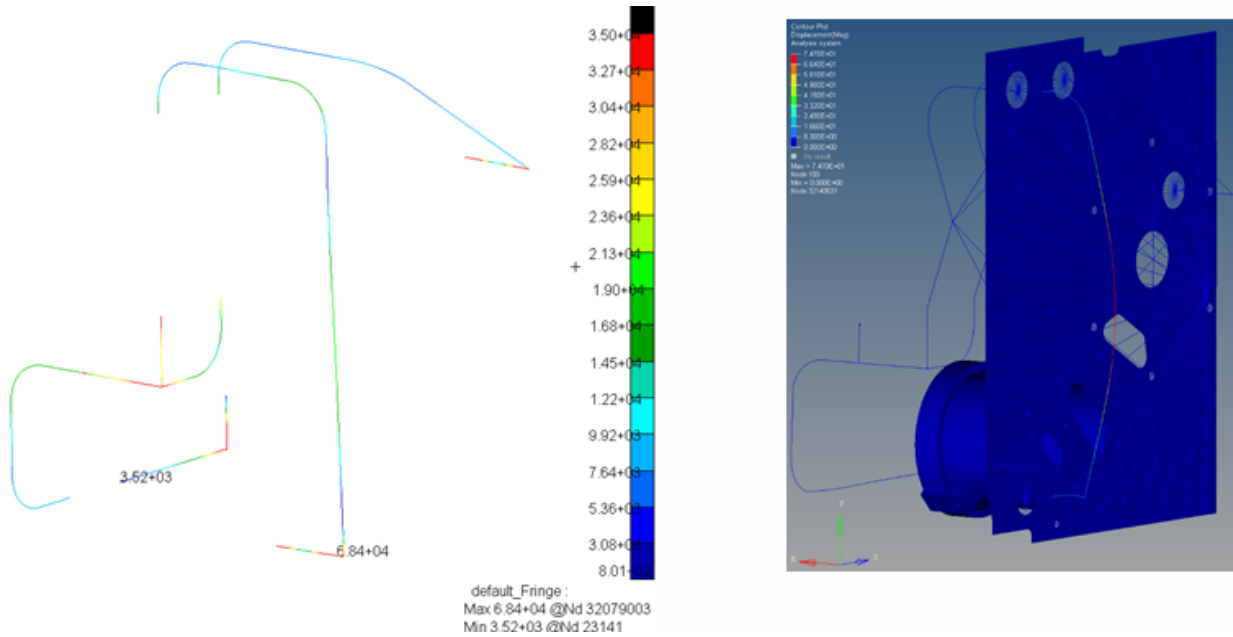 3.50+04
3.27+04
3.04+04
2.82+04
2.59+04
2.36+04
2.13+04
1.90+04
1.68+04
1.45+04
1.22+04
9.92+03
7.64+03
5.36+03
3.08+03
8.01+02
3.52+03
6.84+04
default_Fringe :
Max 6.84+04 @Nd 32079003
Min 3.52+03 @Nd 23141
Contour Plot
Displacement(Mag)
Analysis system
7.470E+01
6.640E+01
5.810E+01
4.980E+01
4.150E+01
3.320E+01
2.490E+01
1.660E+01
8.300E+00
0.000E+00
No result
Max = 7.470E+01
Node 100
Min = 0.000E+00
Y
X
Z